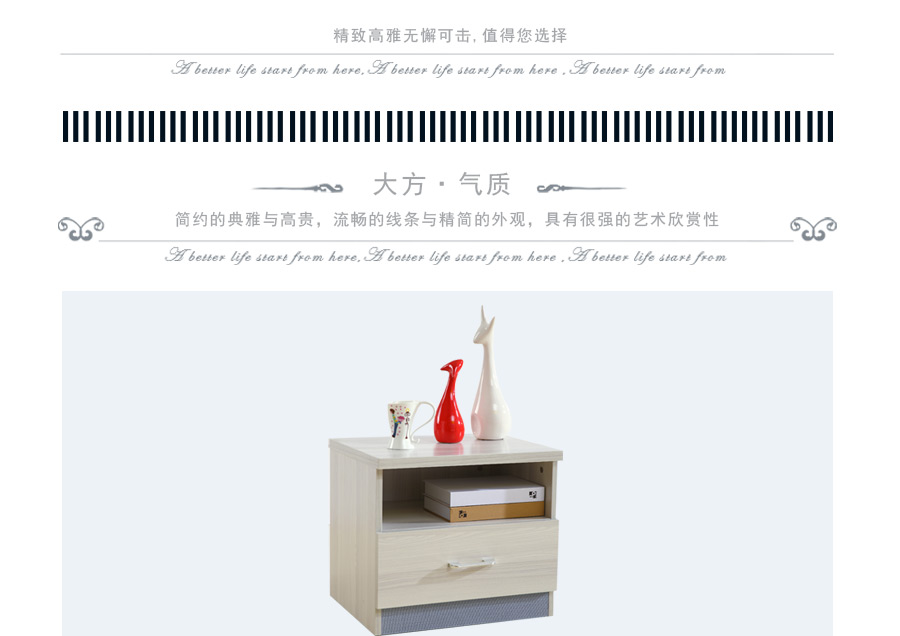 精致高雅无懈可击,值得您选择
A better life start from here,A better life start from here ,A better life start from
大方·气质
简约的典雅与高贵，流畅的线条与精简的外观，具有很强的艺术欣赏性
A better life start from here,A better life start from here ,A better life start from